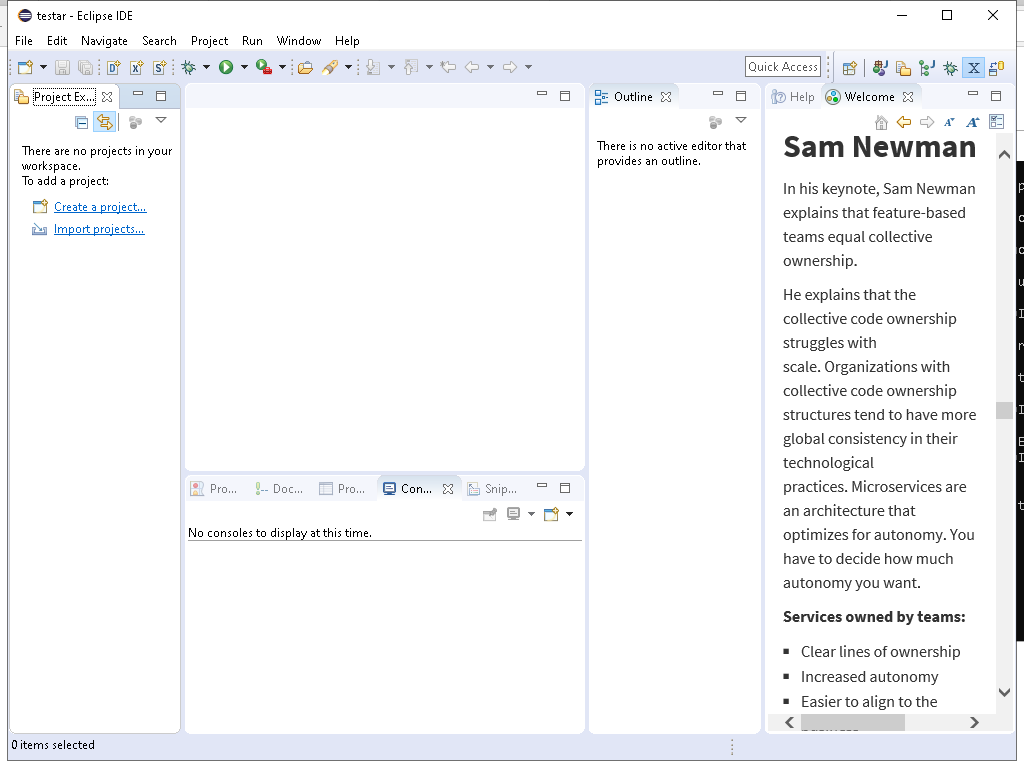 testar - Eclipse IDE
File Edit Navigate Search Project Run Window Help
Quick Access
Project Ex...
There are no projects in your
workspace.
To add a project:
Create a project...
Import projects...
Outline
There is no active editor that
provides an outline.
Help Welcome
Sam Newman
In his keynote, Sam Newman
explains that feature-based
teams equal collective
ownership.
He explains that the
collective code ownership
struggles with
scale. Organizations with
collective code ownership
structures tend to have more
global consistency in their
technological
practices. Microservices are
an architecture that
optimizes for autonomy. You
have to decide how much
autonomy you want.
Services owned by teams:
Clear lines of ownership
Increased autonomy
Easier to align to the
Pro... Doc... Pro... Con... Snip...
No consoles to display at this time.
0 items selected